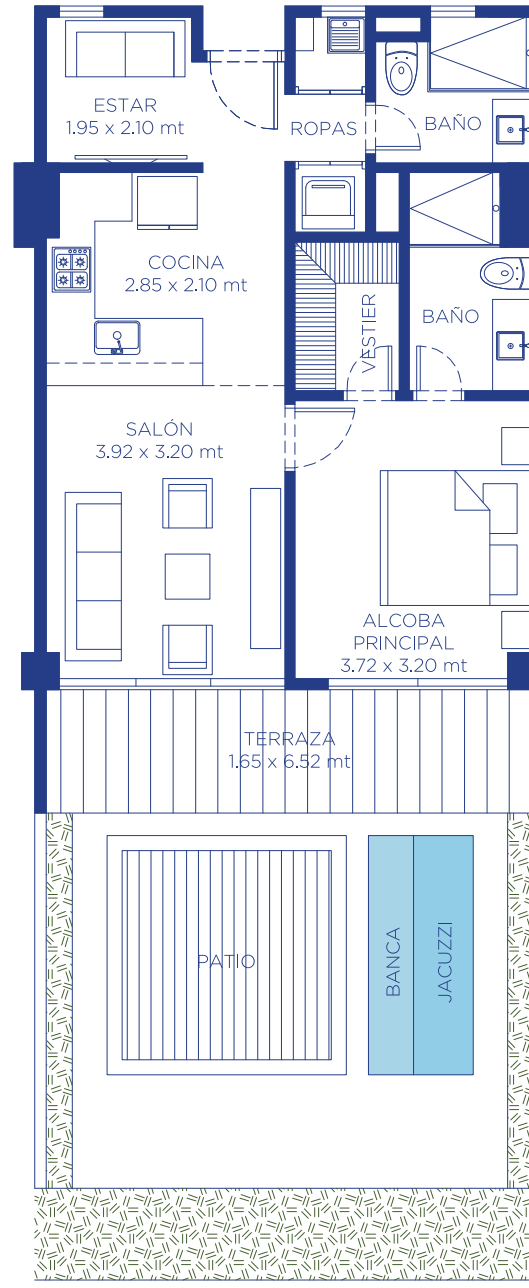 ESTAR
1.95 x 2.10 mt
ROPAS
BAÑO
COCINA
2.85 x 2.10 mt
VESTIER
BAÑO
SALÓN
3.92 x 3.20 mt
ALCOBA
PRINCIPAL
3.72 x 3.20 mt
TERRAZA
1.65 x 6.52 mt
PATIO
BANCA
JACUZZI